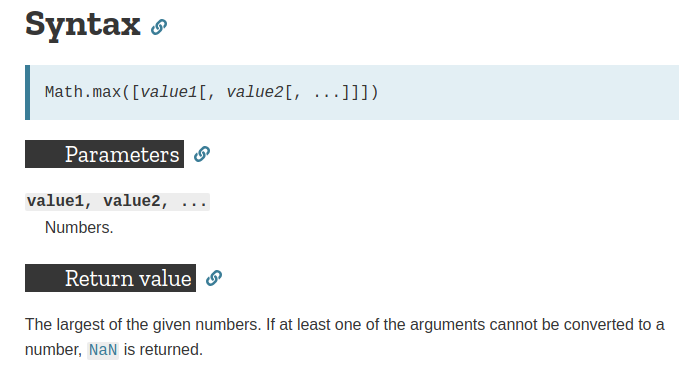 Syntax
Math.max([value1[, value2[, ...]]])
Parameters
value1, value2, ...
Numbers.
Return value
The largest of the given numbers. If at least one of the arguments cannot be converted to a
number, NaN is returned.